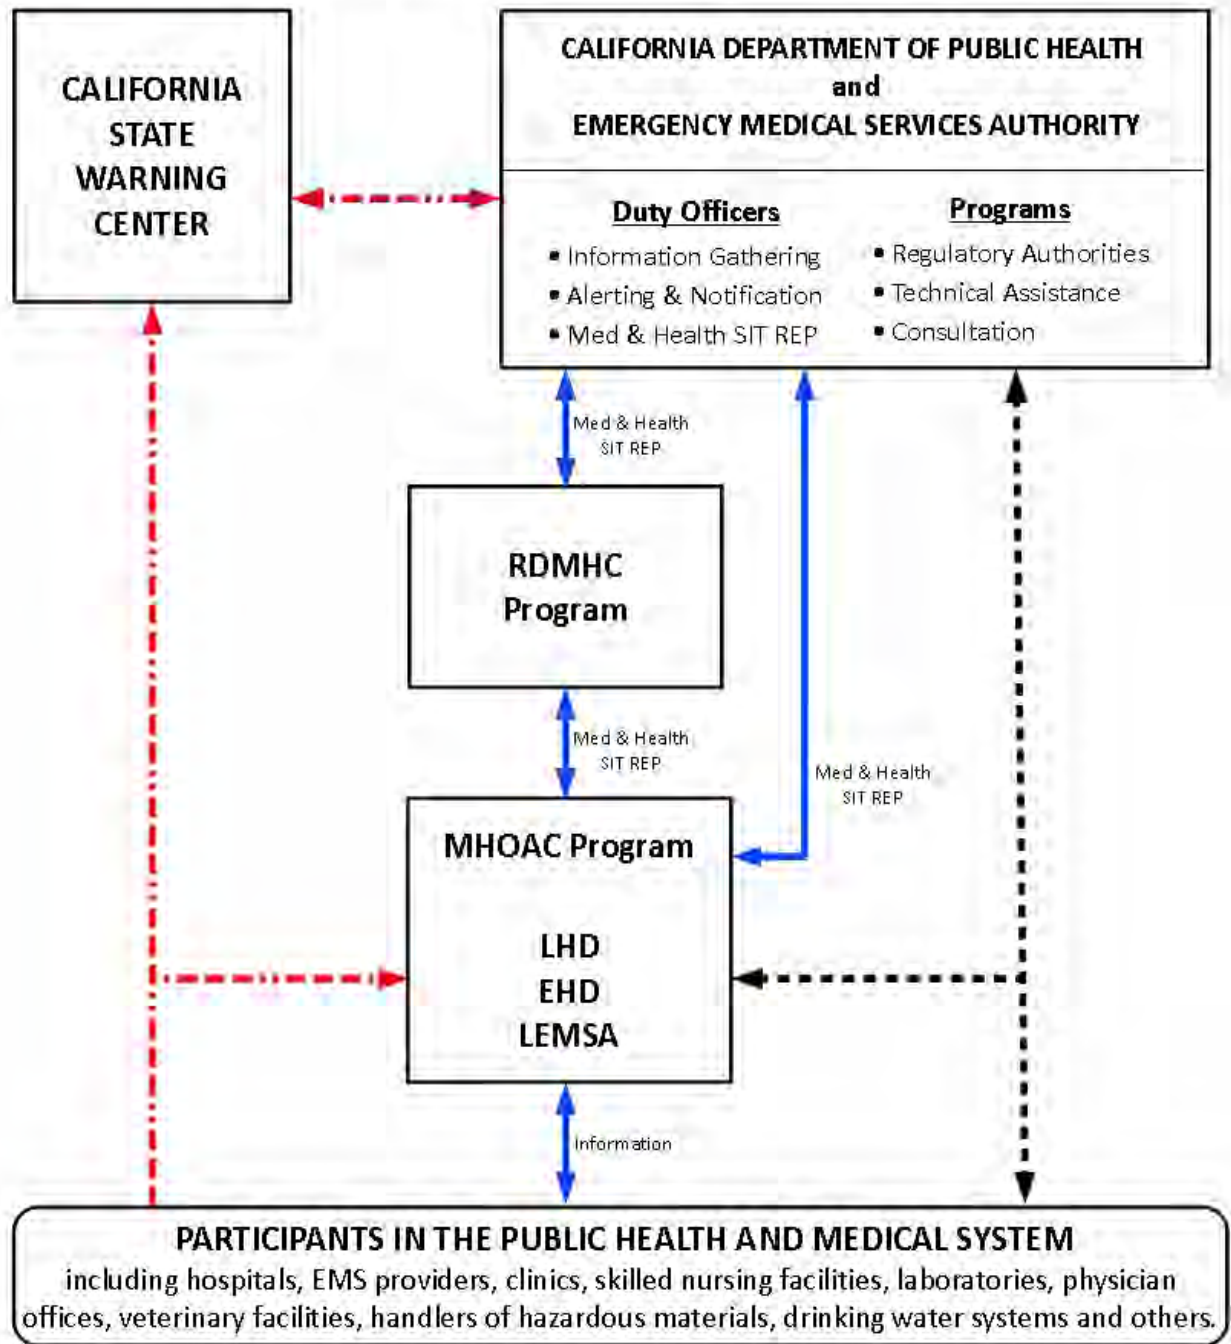 CALIFORNIA
STATE
WARNING
CENTER
CALIFORNIA DEPARTMENT OF PUBLIC HEALTH
and
EMERGENCY MEDICAL SERVICES AUTHORITY
Duty Officers
• Information Gathering
• Alerting & Notification
• Med & Health SIT REP
Programs
• Regulatory Authorities
• Technical Assistance
• Consultation
Med & Health
SIT REP
RDMHC
Program
Med & Health
SIT REP
Med & Health
SIT REP
MHOAC Program
LHD
EHD
LEMSA
Information
PARTICIPANTS IN THE PUBLIC HEALTH AND MEDICAL SYSTEM
including hospitals, EMS providers, clinics, skilled nursing facilities, laboratories, physician
offices, veterinary facilities, handlers of hazardous materials, drinking water systems and others.